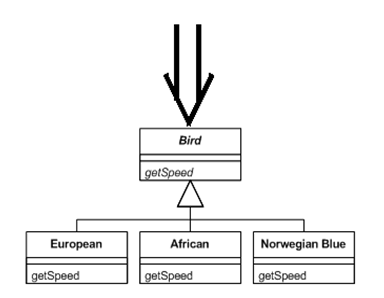 Bird
getSpeed
European
African
Norwegian Blue
getSpeed
getSpeed
getSpeed